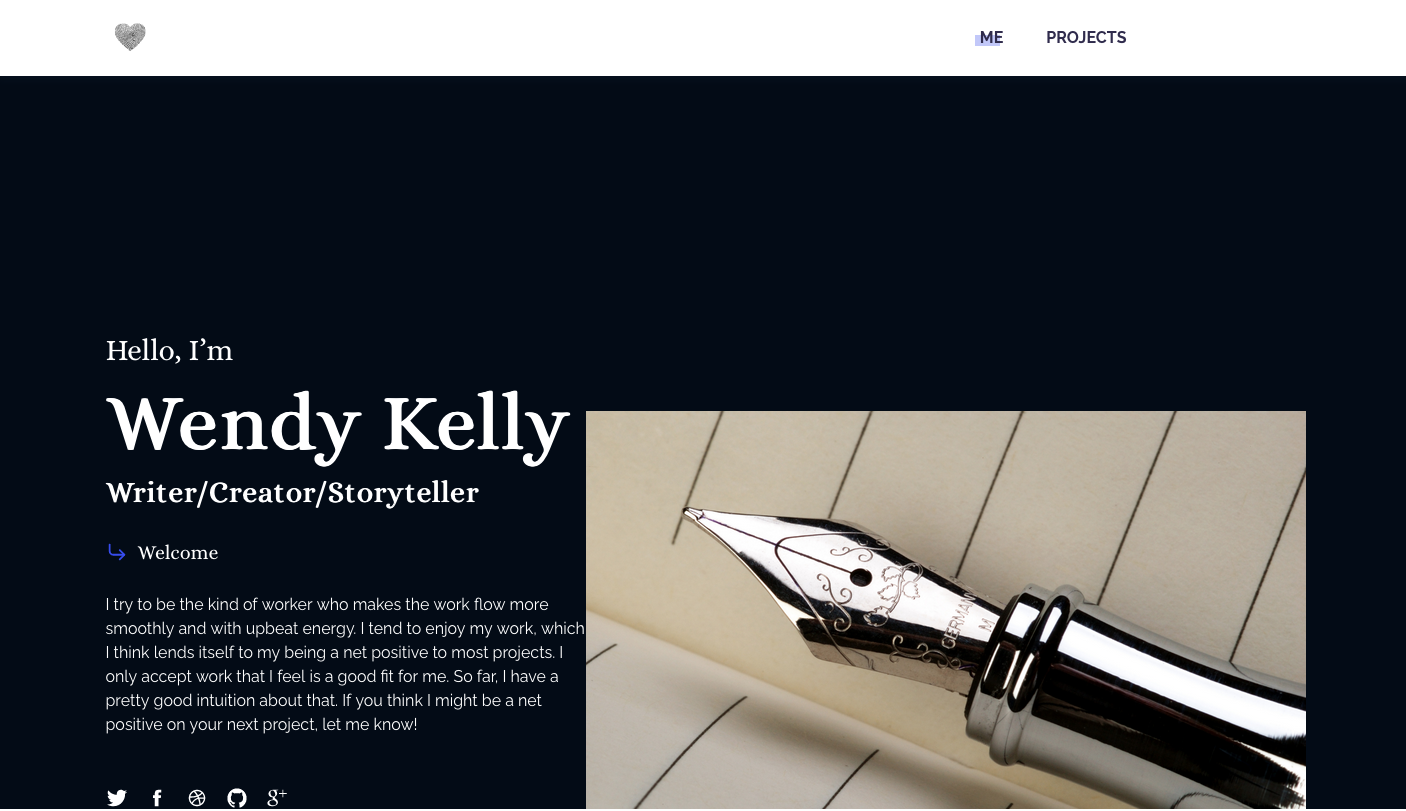 ME PROJECTS
Hello, I’m
Wendy Kelly
Writer/Creator/Storyteller
Welcome
I try to be the kind of worker who makes the work flow more
smoothly and with upbeat energy. I tend to enjoy my work, which
I think lends itself to my being a net positive to most projects. I
only accept work that I feel is a good fit for me. So far, I have a
pretty good intuition about that. If you think I might be a net
positive on your next project, let me know!
GERMANY
M